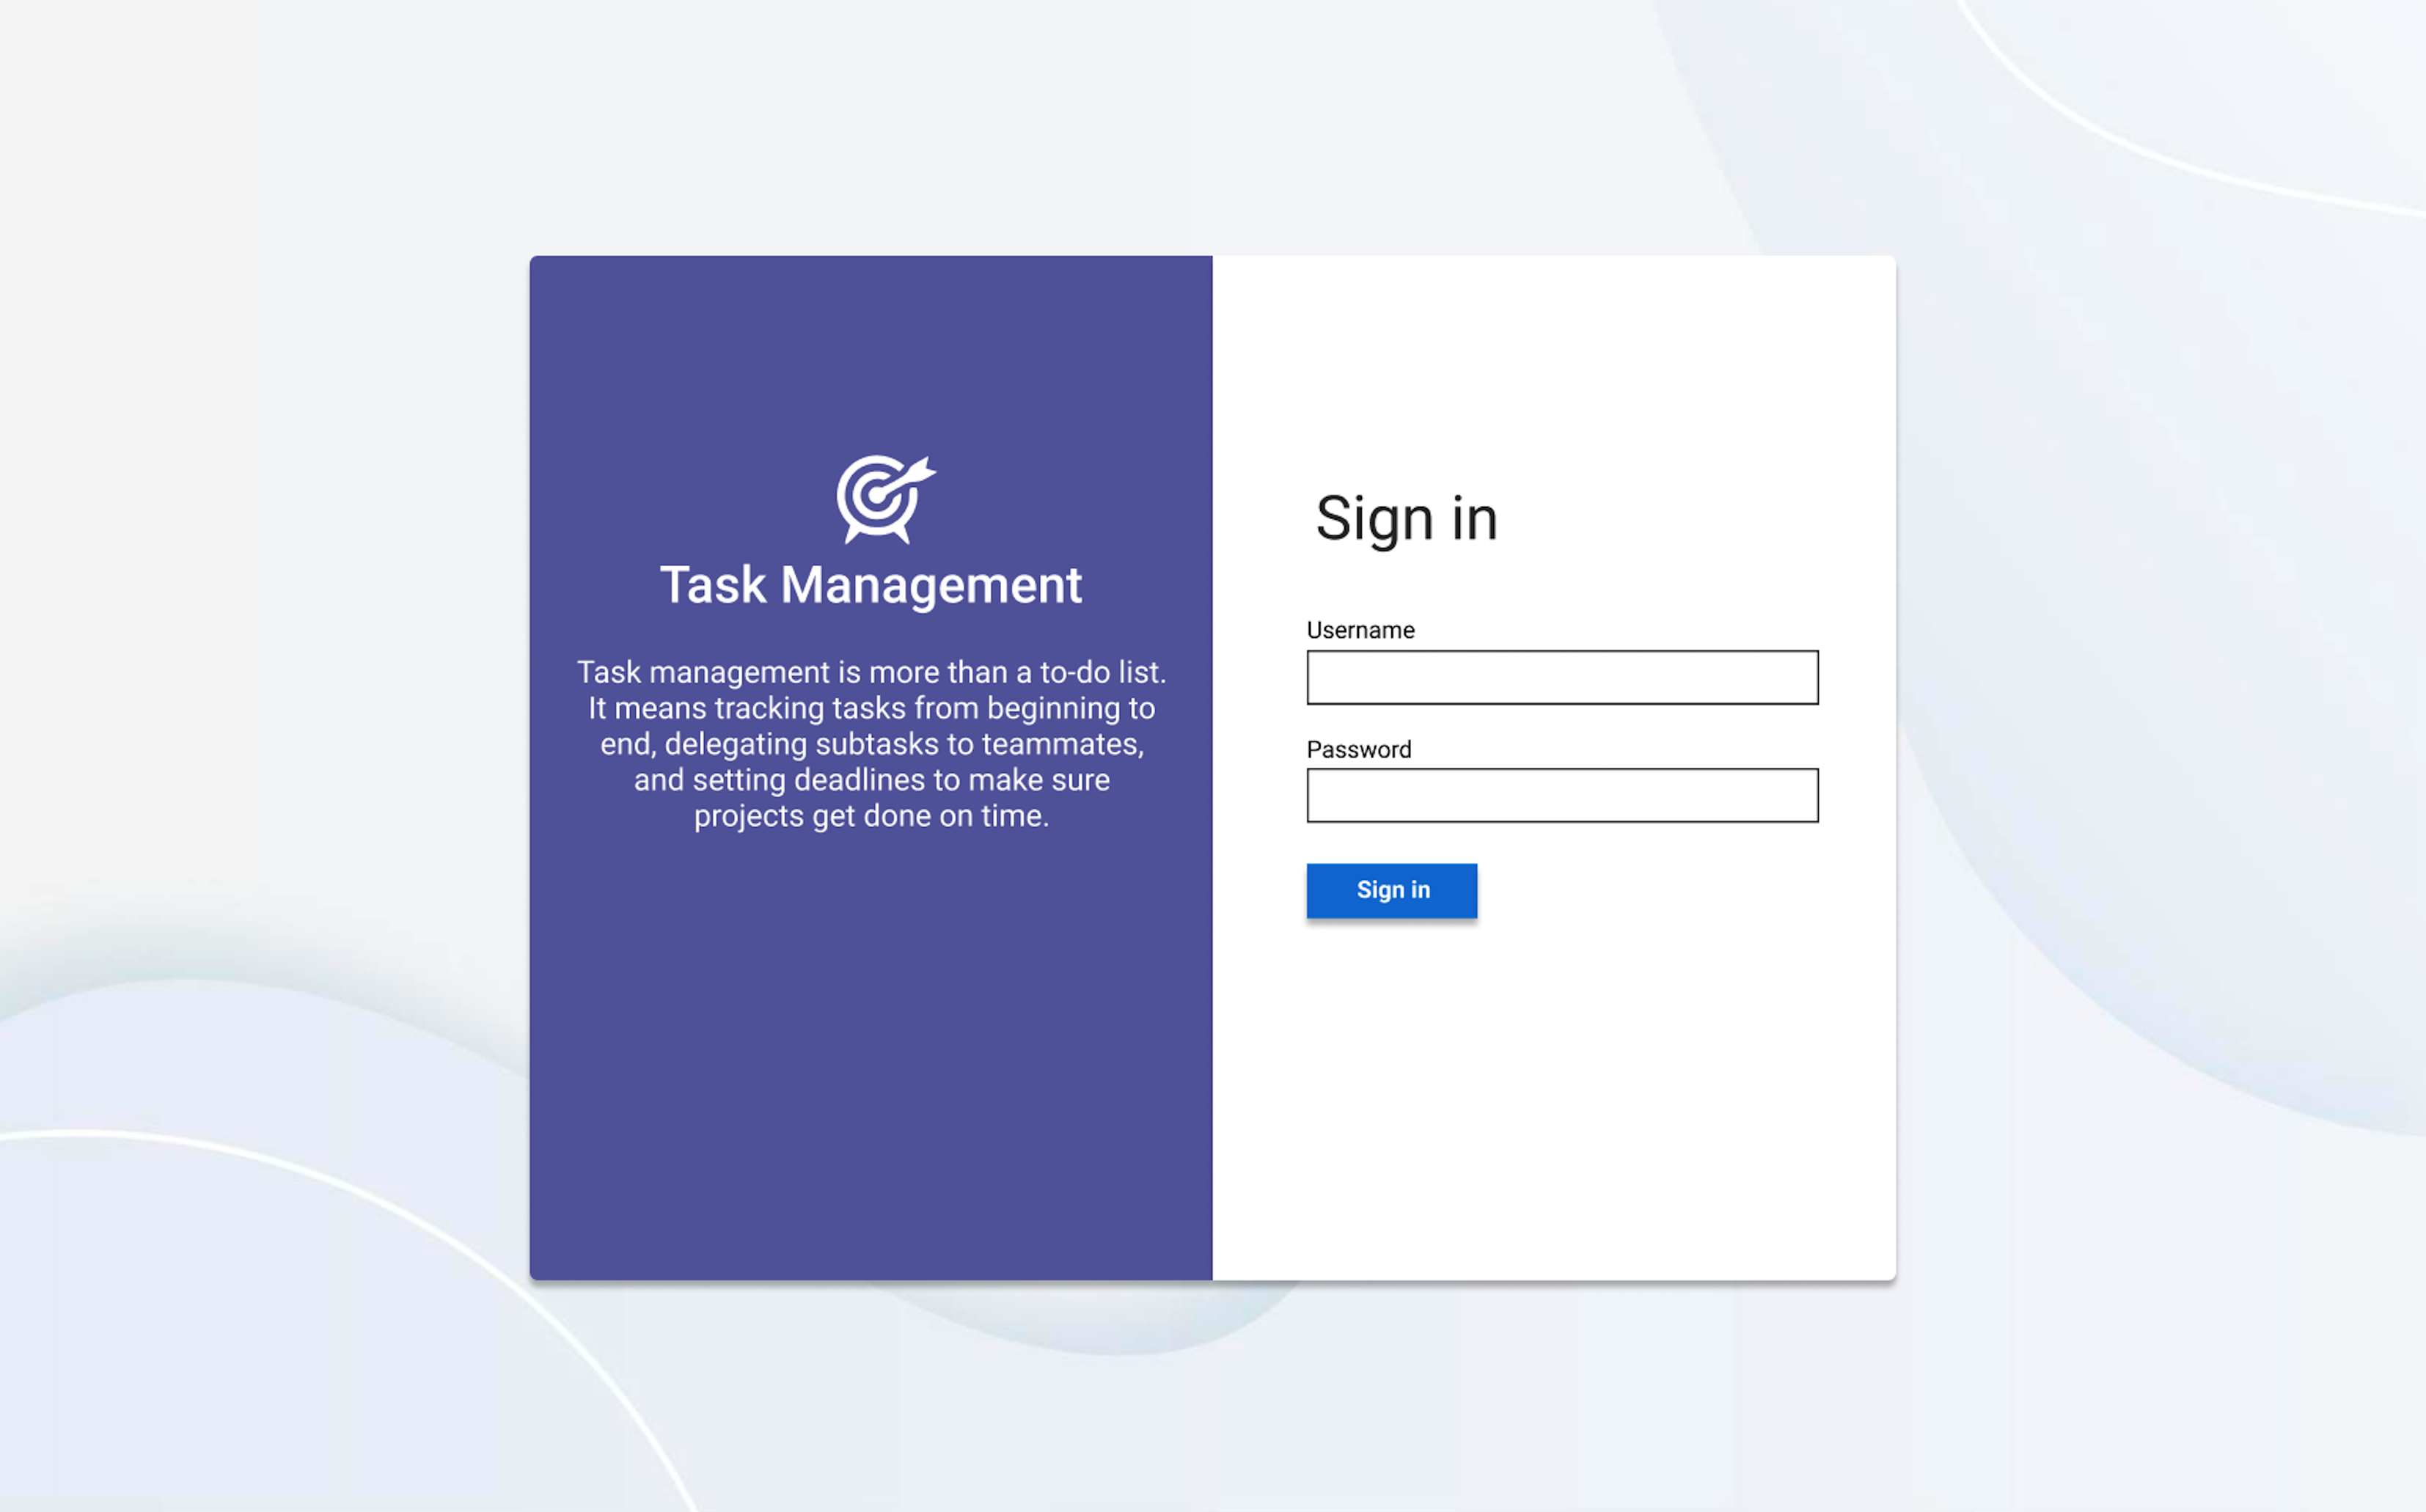 Task Management
Task management is more than a to-do list.
It means tracking tasks from beginning to
end, delegating subtasks to teammates,
and setting deadlines to make sure
projects get done on time.
Sign in
Username
Password
Sign in